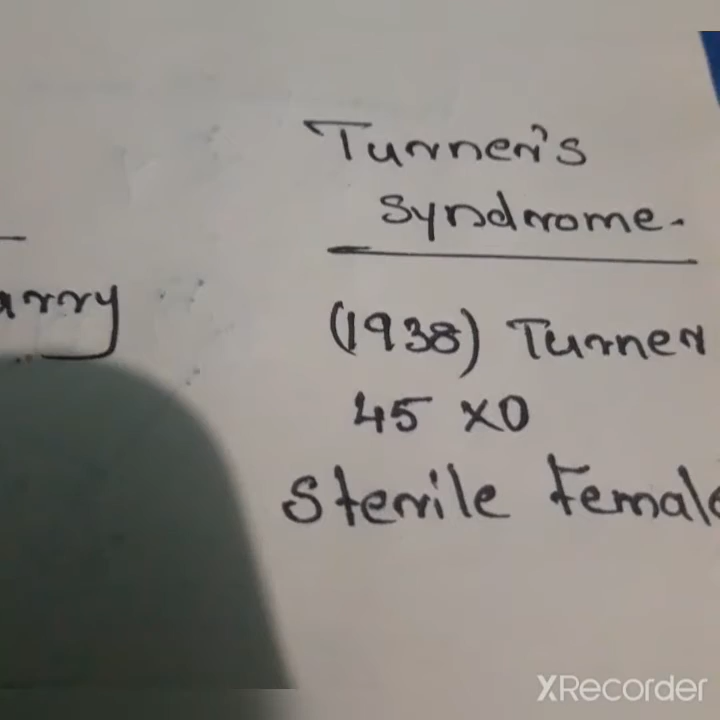 Turner's
Syndrome.
arry
(1938) Turner
45 XO
Sterile Female
XRecorder